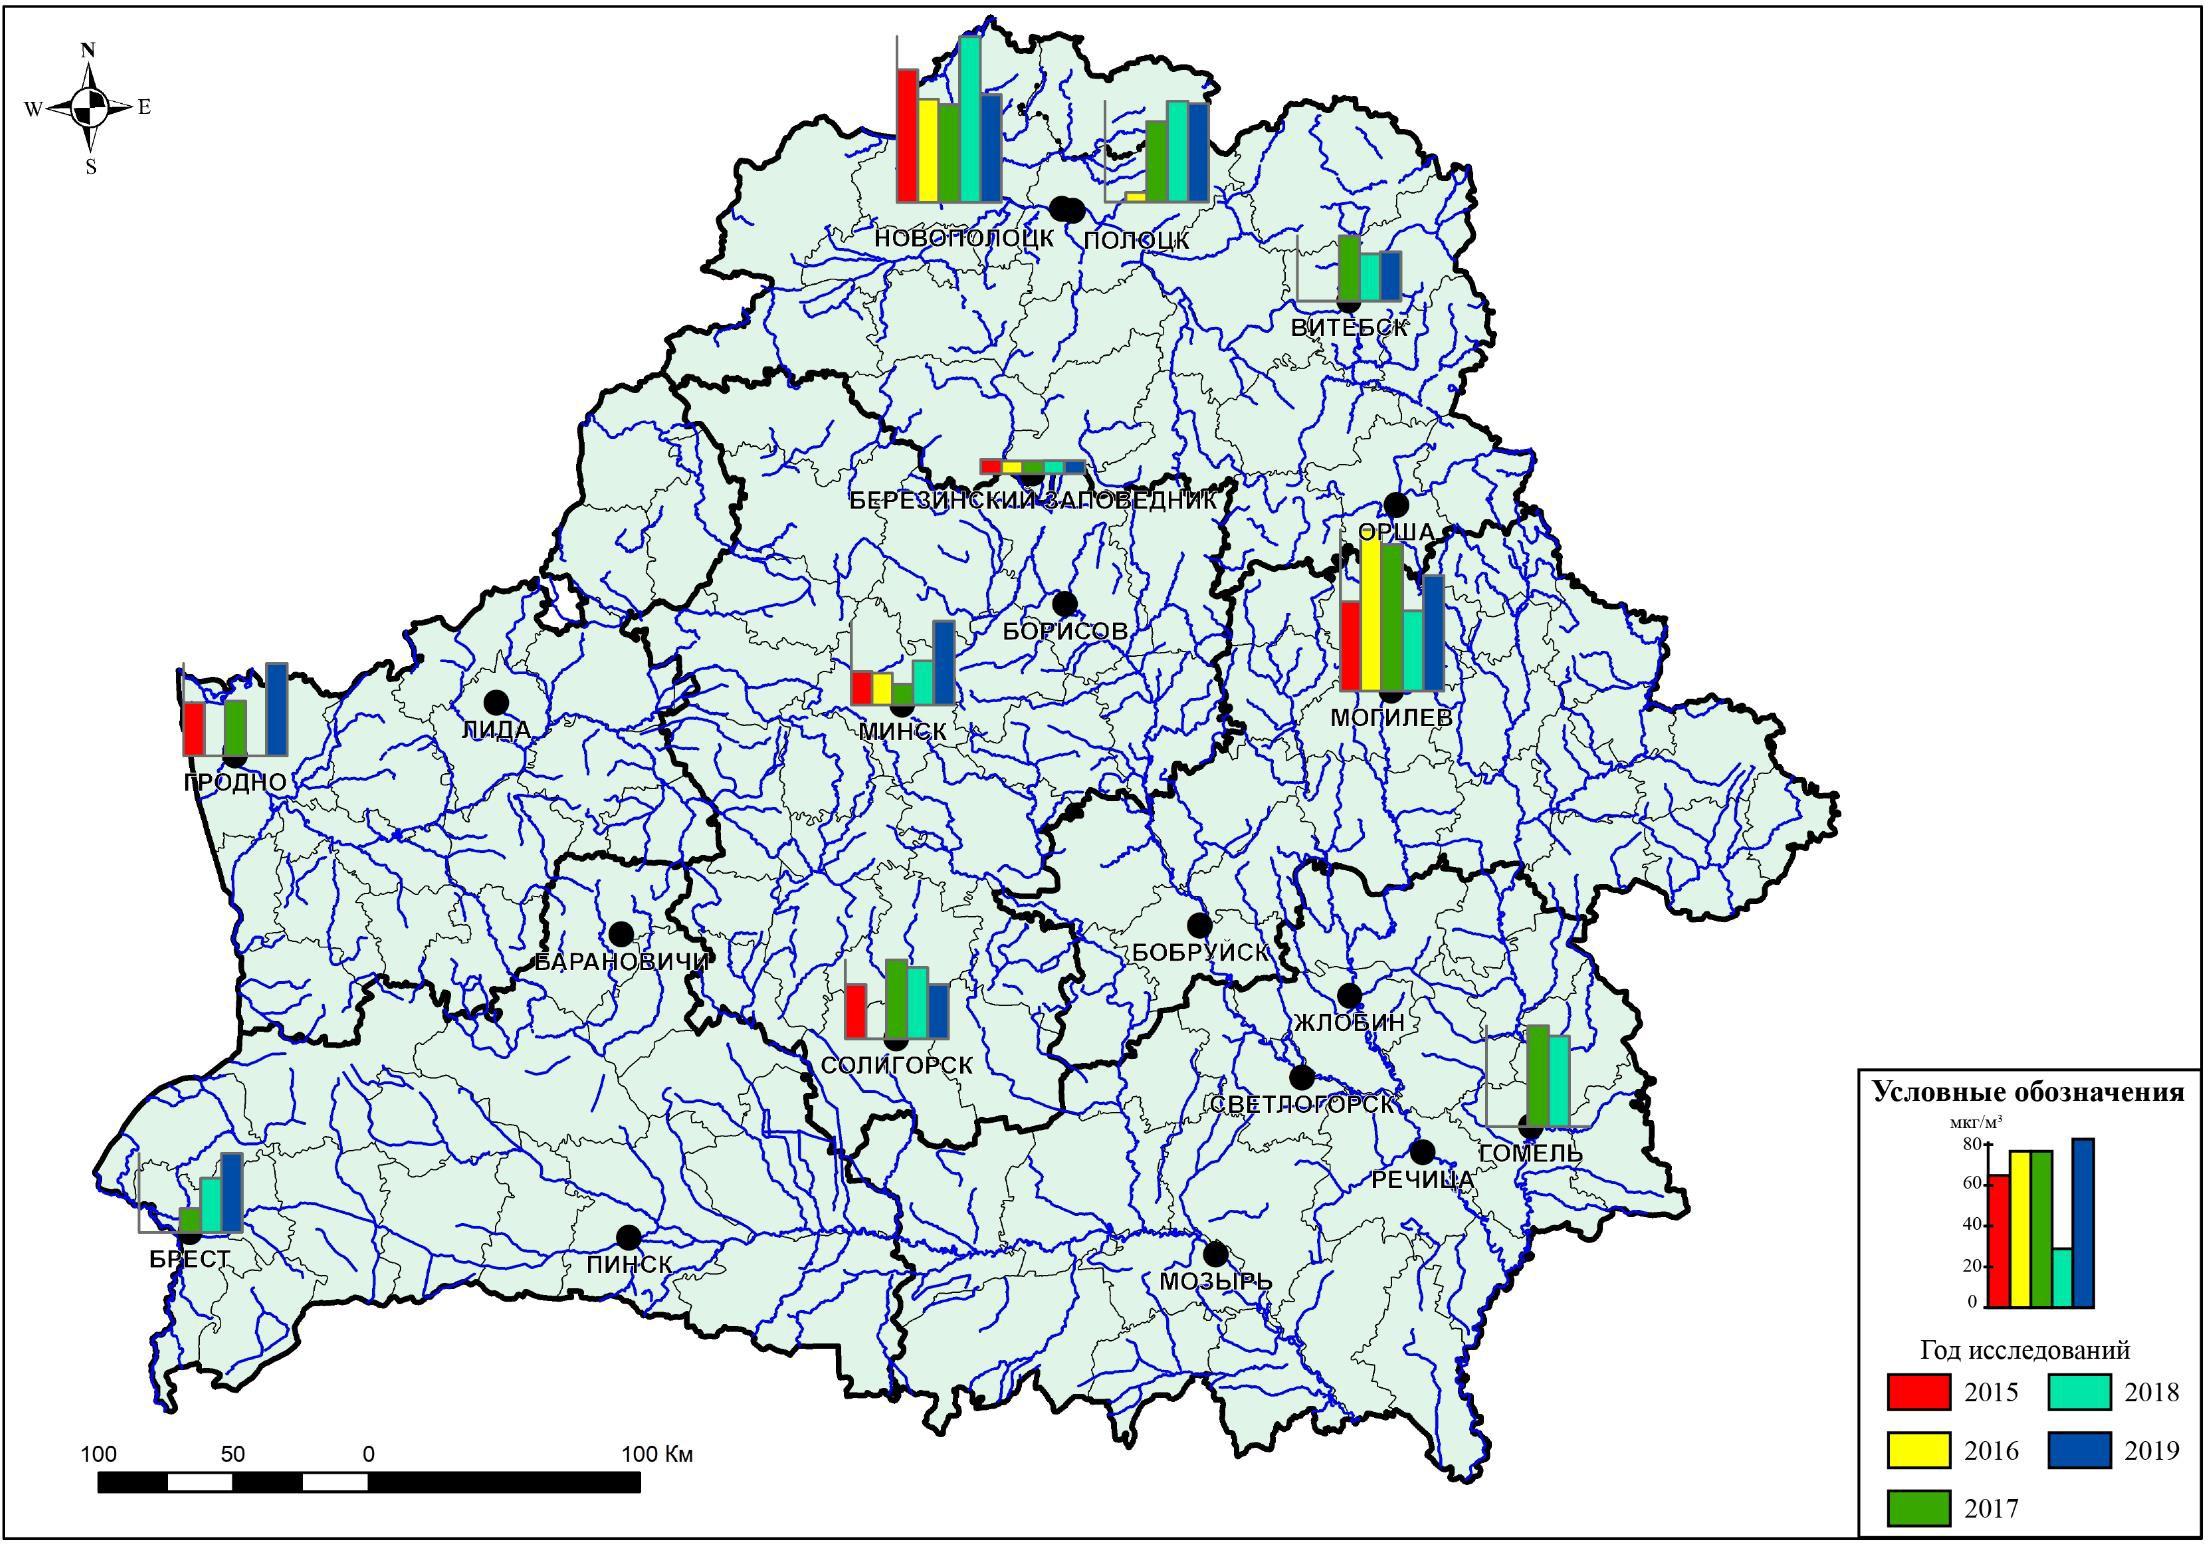 N
W
E
S
НОВОПОЛОЦК
ПОЛОЦК
ВИТЕБСК
БЕРЕЗИНСКИЙ ЗАПОВЕДНИК
ОРША
БОРИСОВ
МОГИЛЕВ
ЛИДА
МИНСК
ГРОДНО
БАРАНОВИЧИ
БОБРУЙСК
ЖЛОБИН
СОЛИГОРСК
СВЕТЛОГОРСК
ГОМЕЛЬ
РЕЧИЦА
БРЕСТ
ПИНСК
МОЗЫРЬ
100 50 0 100 Км
Условные обозначения
мкг/м³
80
60
40
20
0
Год исследований
2015 2018
2016 2019
2017